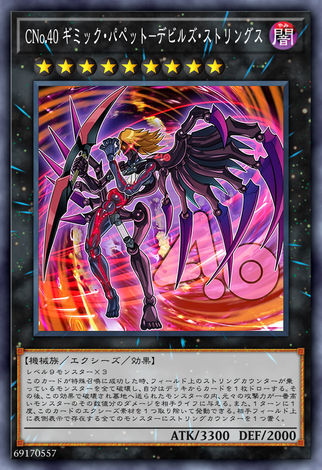 CNo.40 ギミック・パペット－デビルズ・ストリングス
やみ
闇
40
[機械族／エクシーズ／効果]
レベル9モンスター×3
このカードが特殊召喚に成功した時、フィールド上のストリングカウンターが乗
っているモンスターを全て破壊し、自分はデッキからカードを1枚ドローする。そ
の後、この効果で破壊され墓地へ送られたモンスターの内、元々の攻撃力が一番高
いモンスターのその数値分のダメージを相手ライフに与える。また、1ターンに1
度、このカードのエクシーズ素材を1つ取り除いて発動できる。相手フィールド上
に表側表示で存在する全てのモンスターにストリングカウンターを1つ置く。
ATK/3300 DEF/2000
69170557